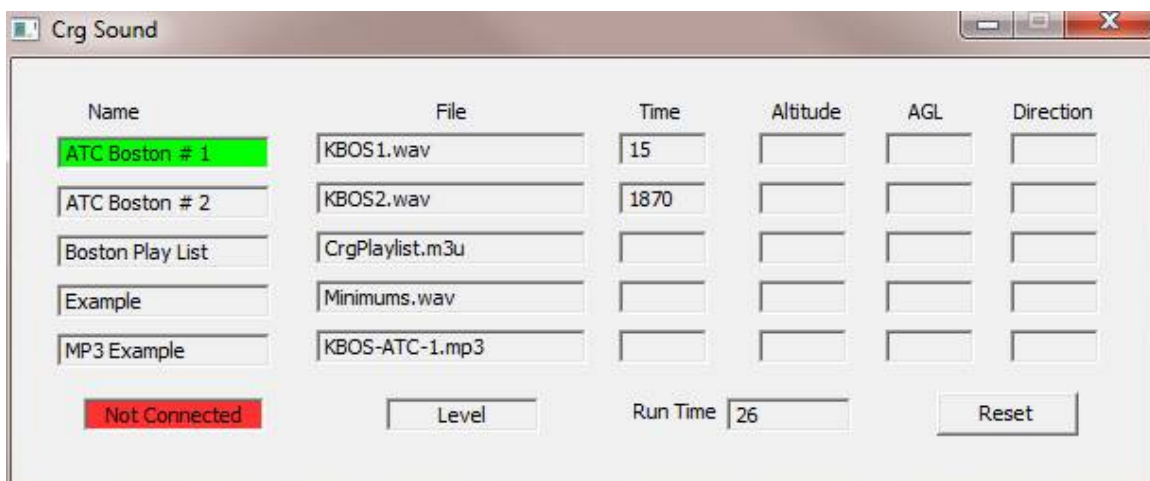 Crg Sound
Name File Time Altitude AGL Direction
ATC Boston # 1 KBOS1.wav 15
ATC Boston # 2 KBOS2.wav 1870
Boston Play List CrgPlaylist.m3u
Example Minimums.wav
MP3 Example KBOS-ATC-1.mp3
Not Connected Level Run Time 26 Reset